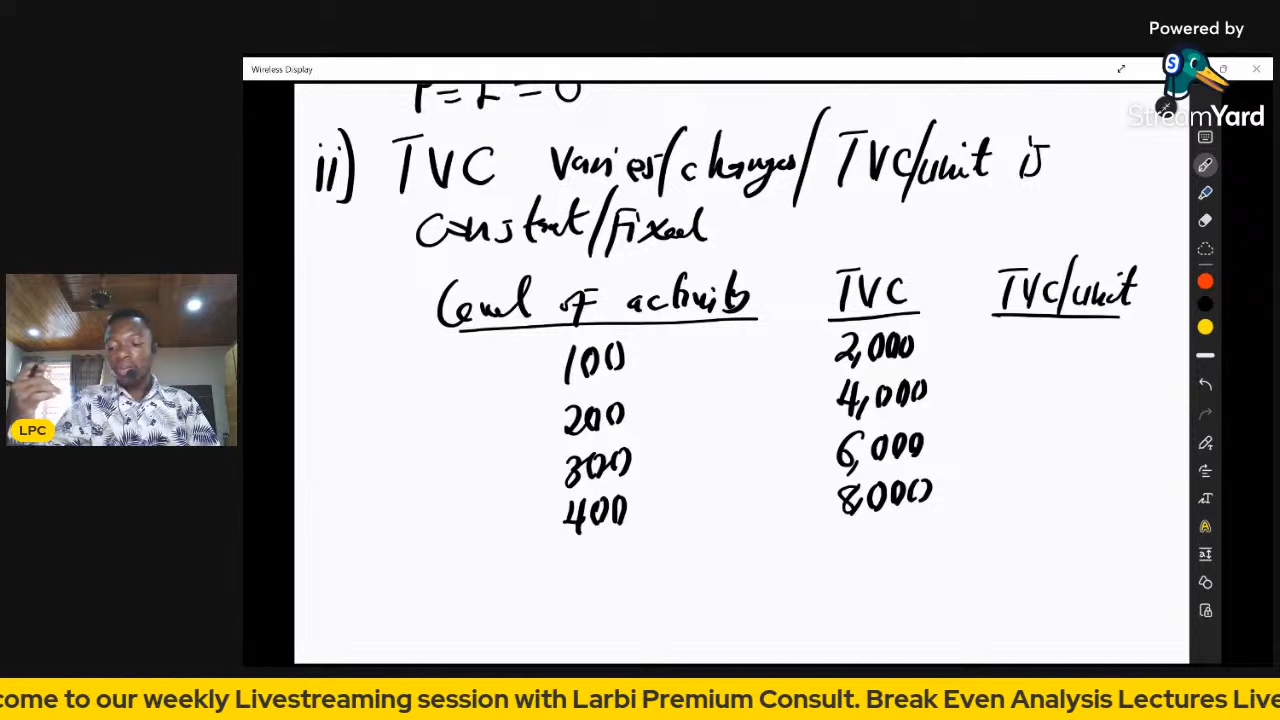 Powered by
StreamYard
Wireless Display
P = L = 0
ii) TVC varies/changes/TVC/unit is
constant/fixed
Level of activity TVC TVC/unit
100 2,000
200 4,000
300 6,000
400 8,000
LPC
come to our weekly Livestreaming session with Larbi Premium Consult. Break Even Analysis Lectures Live